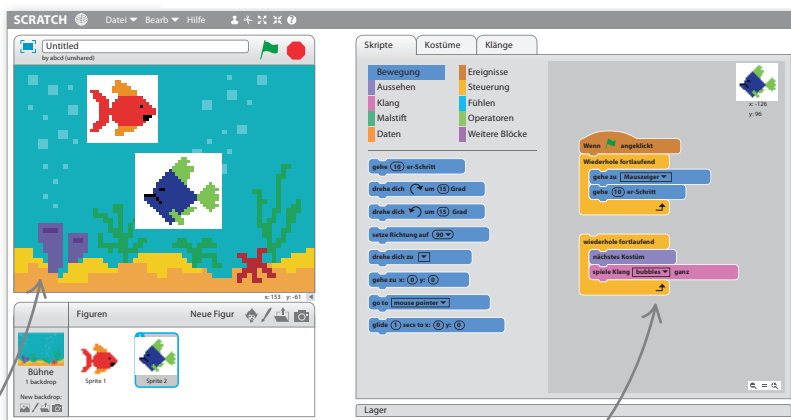 SCRATCH Datei Bearb Hilfe
Untitled
by abcd (unshared)
x: 153 y: -61
Figuren Neue Figur
Bühne
1 backdrop
New backdrop:
Sprite 1
Sprite 2
Skripte Kostüme Klänge
Bewegung Ereignisse
Aussehen Steuerung
Klang Fühlen
Malstift Operatoren
Daten Weitere Blöcke
gehe 10 er-Schritt
drehe dich um 15 Grad
drehe dich um 15 Grad
setze Richtung auf 90
drehe dich zu
gehe zu x: 0 y: 0
go to mouse pointer
glide 1 secs to x: 0 y: 0
x: -126
y: 96
Wenn angeklickt
Wiederhole fortlaufend
gehe zu Mauszeiger
gehe 10 er-Schritt
wiederhole fortlaufend
nächstes Kostüm
spiele Klang bubbles ganz
Lager